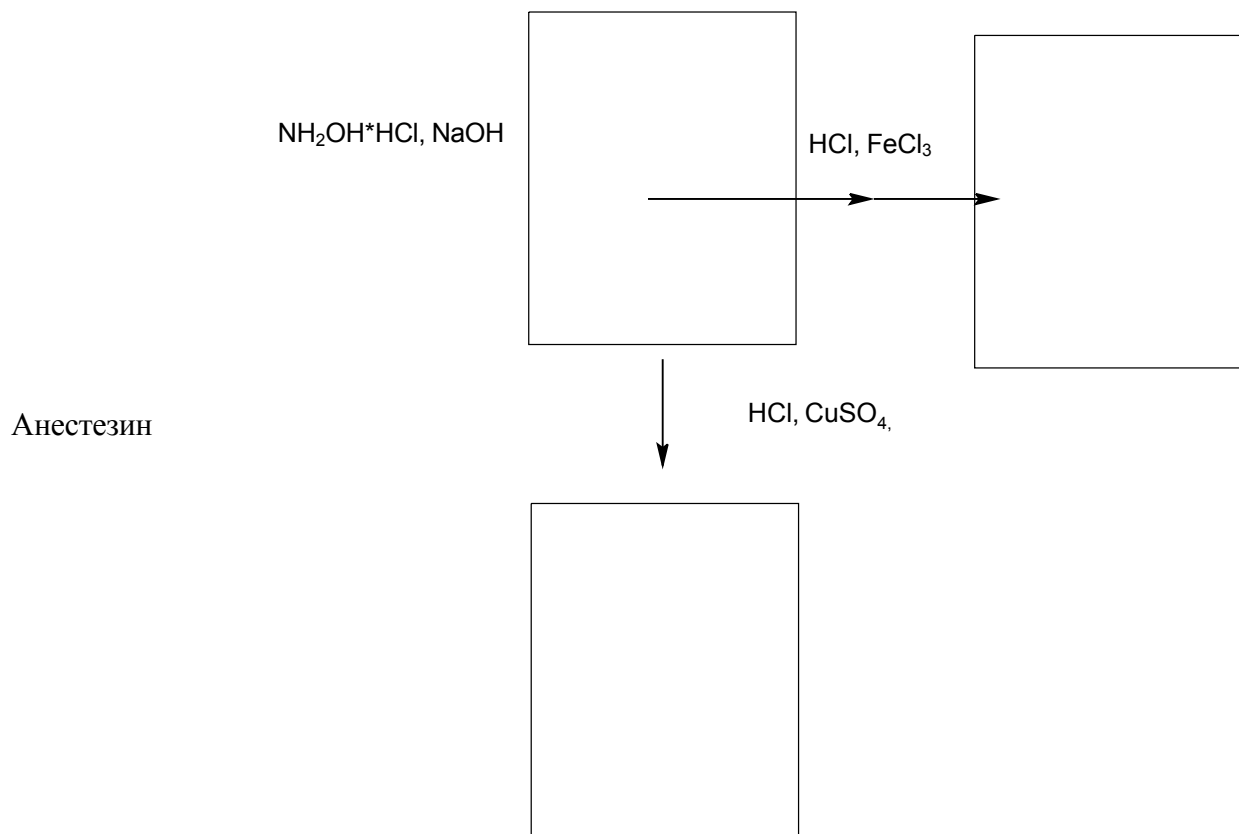 NH₂OH*HCl, NaOH
HCl, FeCl₃
Анестезин
HCl, CuSO₄,